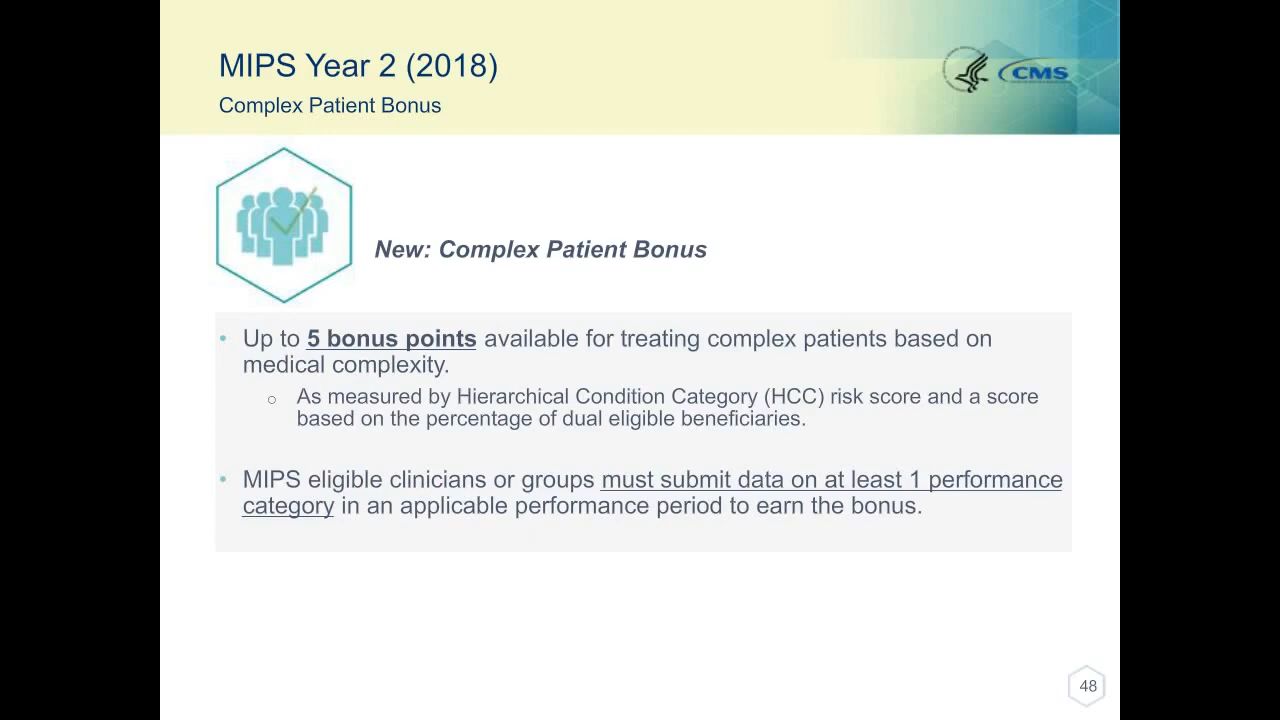 MIPS Year 2 (2018)
Complex Patient Bonus
CMS
New: Complex Patient Bonus
• Up to 5 bonus points available for treating complex patients based on
medical complexity.
o As measured by Hierarchical Condition Category (HCC) risk score and a score
based on the percentage of dual eligible beneficiaries.
• MIPS eligible clinicians or groups must submit data on at least 1 performance
category in an applicable performance period to earn the bonus.
48